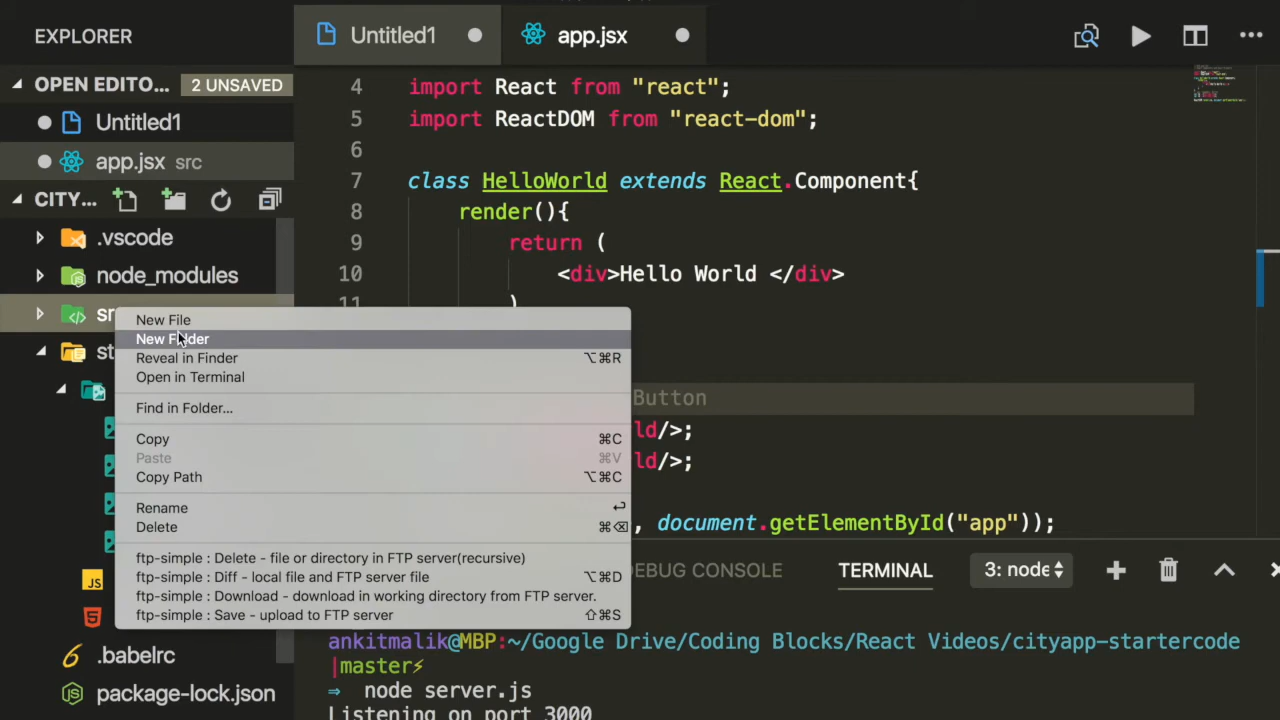 EXPLORER
Untitled1
app.jsx
OPEN EDITO... 2 UNSAVED
Untitled1
app.jsx src
CITY...
.vscode
node_modules
sr
st
JS
5
.babelrc
package-lock.json
4 import React from "react";
5 import ReactDOM from "react-dom";
6
7 class HelloWorld extends React.Component{
8 render(){
9 return (
10 <div>Hello World </div>
11 )
Button
ld/>;
ld/>;
, document.getElementById("app"));
New File
New Folder
Reveal in Finder ⌥⌘R
Open in Terminal
Find in Folder...
Copy ⌘C
Paste ⌘V
Copy Path ⌥⌘C
Rename ↩
Delete ⌘⌫
ftp-simple : Delete - file or directory in FTP server(recursive)
ftp-simple : Diff - local file and FTP server file ⌥⌘D
ftp-simple : Download - download in working directory from FTP server.
ftp-simple : Save - upload to FTP server ⇧⌘S
DEBUG CONSOLE TERMINAL 3: node
ankitmalik@MBP:~/Google Drive/Coding Blocks/React Videos/cityapp-startercode
|master⚡
⇒ node server.js
Listening on port 3000